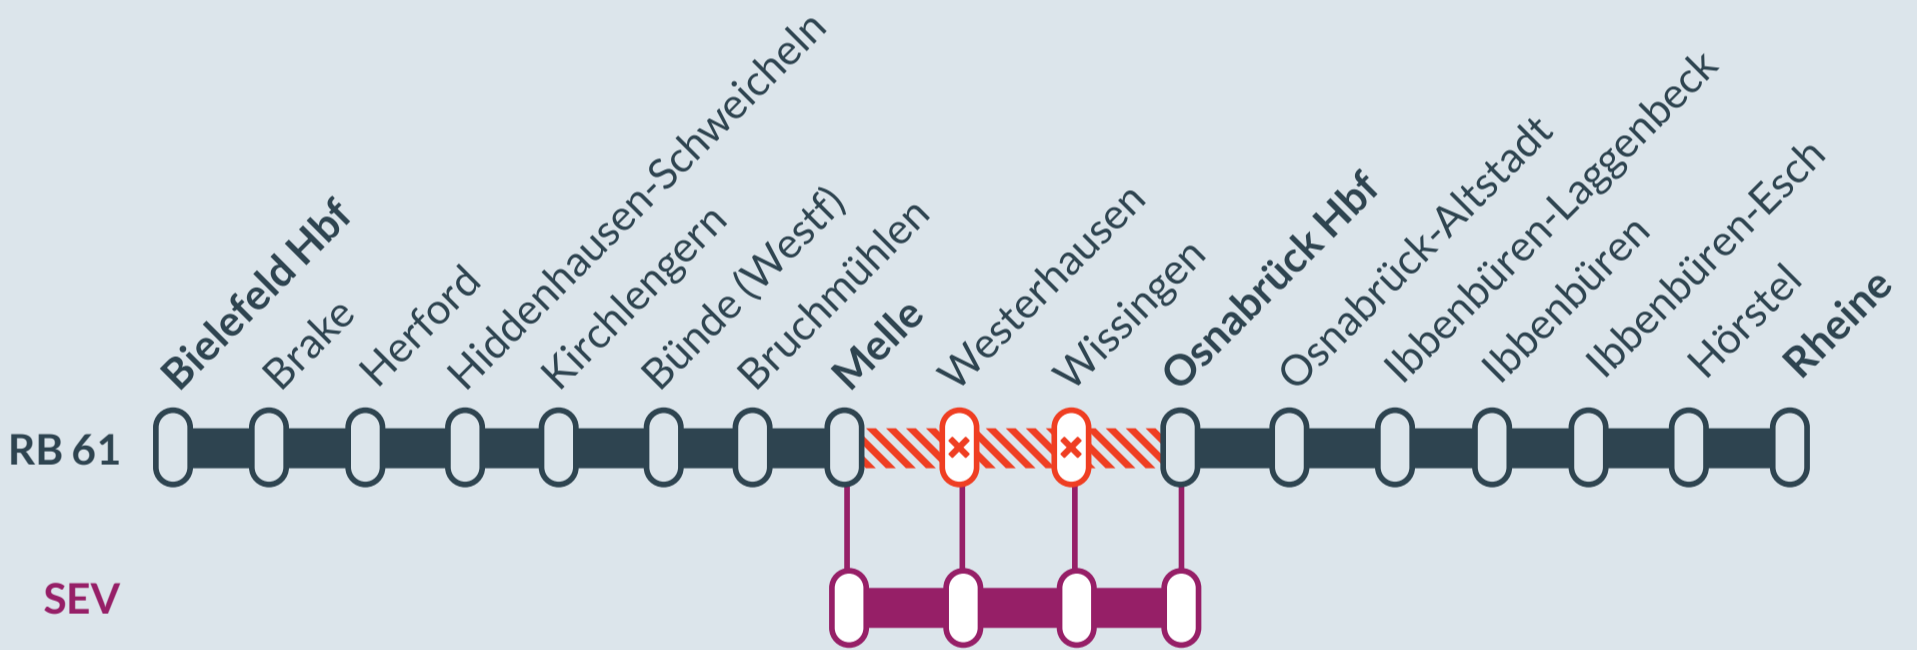 Bielefeld Hbf
Brake
Herford
Hiddenhausen-Schweicheln
Kirchlengern
Bünde (Westf)
Bruchmühlen
Melle
Westerhausen
Wissingen
Osnabrück Hbf
Osnabrück-Altstadt
Ibbenbüren-Laggenbeck
Ibbenbüren
Ibbenbüren-Esch
Hörstel
Rheine
RB 61
SEV